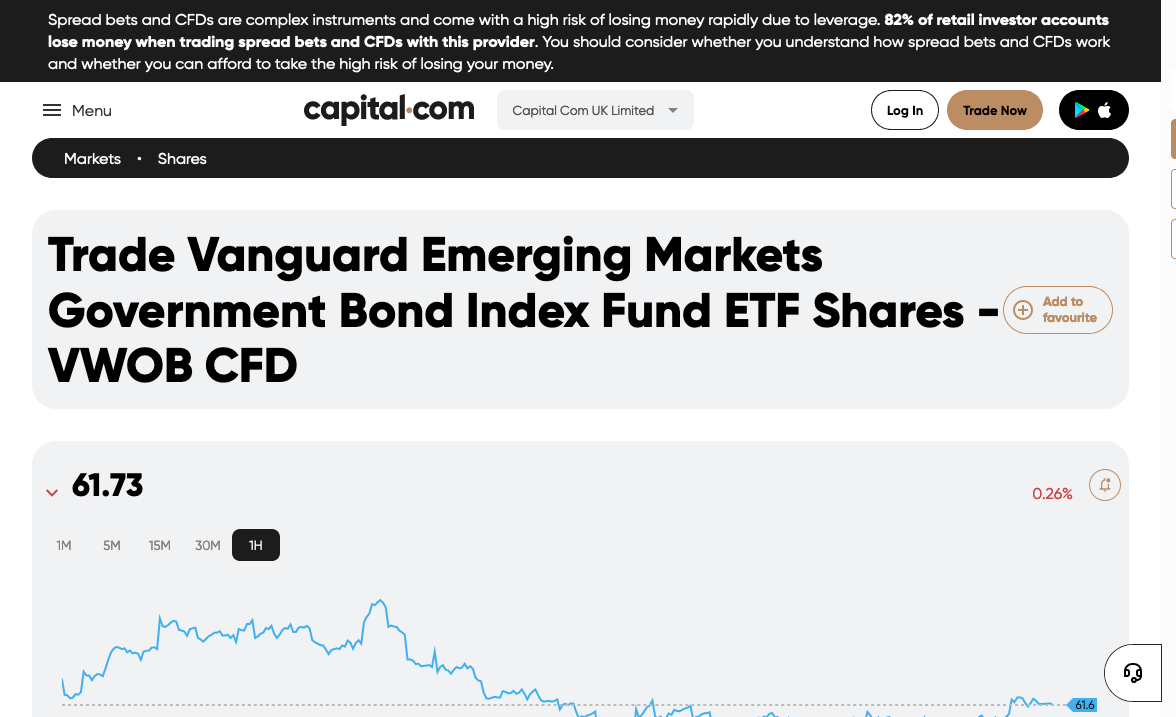 Spread bets and CFDs are complex instruments and come with a high risk of losing money rapidly due to leverage. 82% of retail investor accounts
lose money when trading spread bets and CFDs with this provider. You should consider whether you understand how spread bets and CFDs work
and whether you can afford to take the high risk of losing your money.
Menu
capital.com
Capital Com UK Limited
Log In
Trade Now
Markets • Shares
Trade Vanguard Emerging Markets
Government Bond Index Fund ETF Shares -
VWOB CFD
Add to
favourite
61.73
0.26%
1M 5M 15M 30M 1H
61.6